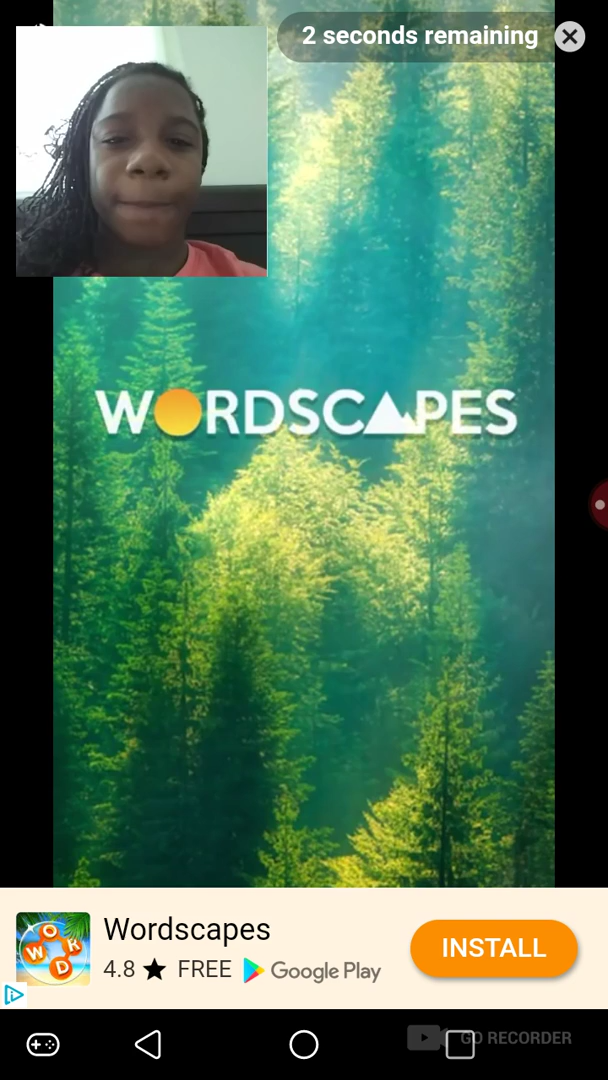 2 seconds remaining
WORDSCAPES
Wordscapes
4.8 ★ FREE Google Play
INSTALL
W O R D
GO RECORDER